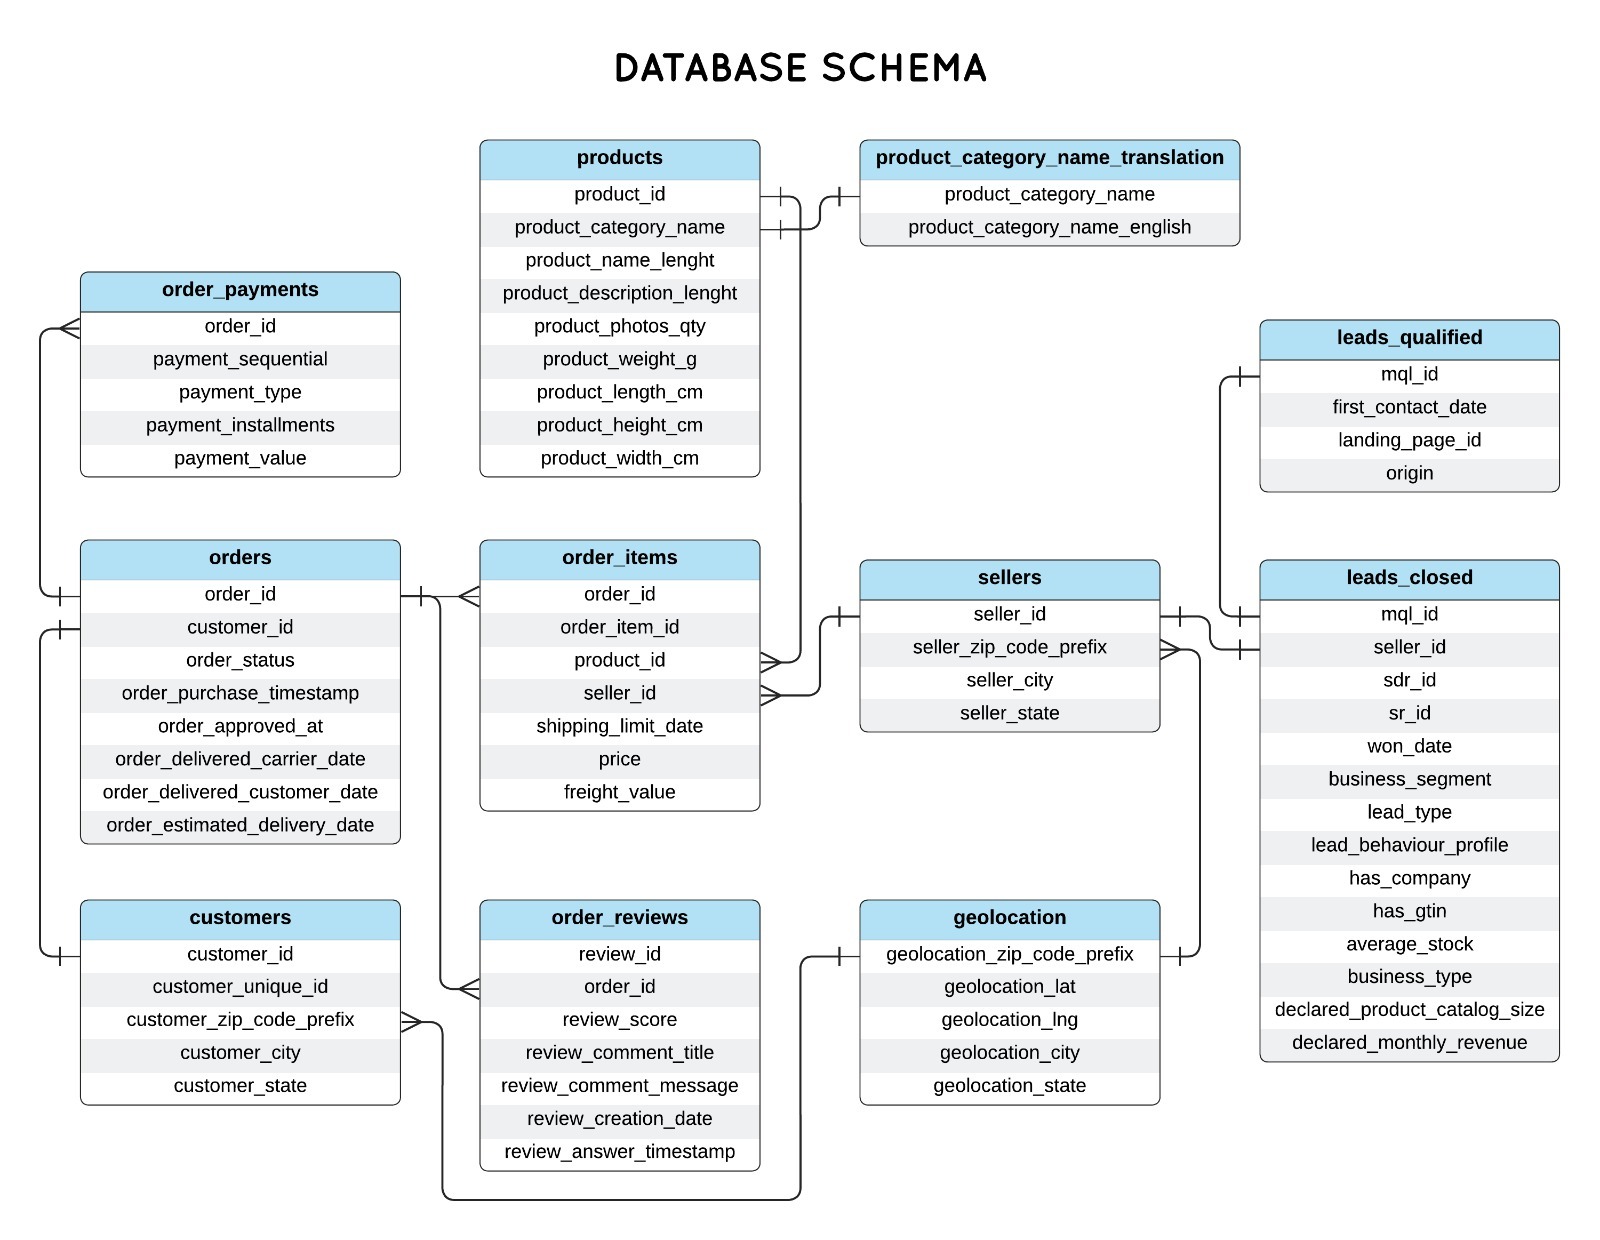 DATABASE SCHEMA
products
product_id
product_category_name
product_name_lenght
product_description_lenght
product_photos_qty
product_weight_g
product_length_cm
product_height_cm
product_width_cm
product_category_name_translation
product_category_name
product_category_name_english
order_payments
order_id
payment_sequential
payment_type
payment_installments
payment_value
leads_qualified
mql_id
first_contact_date
landing_page_id
origin
orders
order_id
customer_id
order_status
order_purchase_timestamp
order_approved_at
order_delivered_carrier_date
order_delivered_customer_date
order_estimated_delivery_date
order_items
order_id
order_item_id
product_id
seller_id
shipping_limit_date
price
freight_value
sellers
seller_id
seller_zip_code_prefix
seller_city
seller_state
leads_closed
mql_id
seller_id
sdr_id
sr_id
won_date
business_segment
lead_type
lead_behaviour_profile
has_company
has_gtin
average_stock
business_type
declared_product_catalog_size
declared_monthly_revenue
customers
customer_id
customer_unique_id
customer_zip_code_prefix
customer_city
customer_state
order_reviews
review_id
order_id
review_score
review_comment_title
review_comment_message
review_creation_date
review_answer_timestamp
geolocation
geolocation_zip_code_prefix
geolocation_lat
geolocation_lng
geolocation_city
geolocation_state